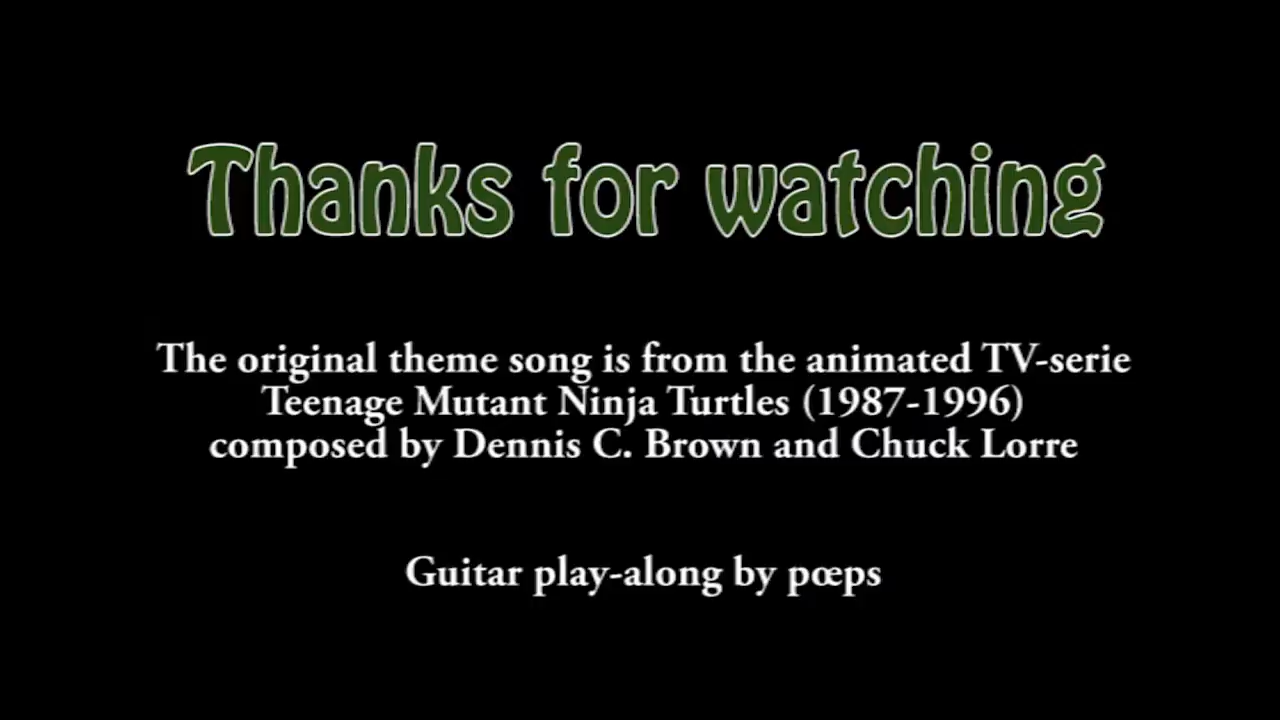 Thanks for watching
The original theme song is from the animated TV-serie
Teenage Mutant Ninja Turtles (1987-1996)
composed by Dennis C. Brown and Chuck Lorre
Guitar play-along by pœps